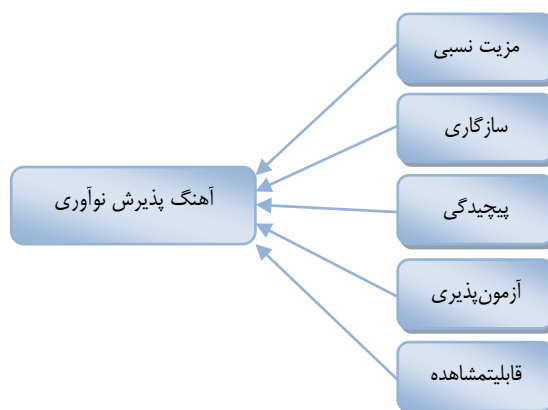 مزیت نسبی
سازگاری
آهنگ پذیرش نوآوری
پیچیدگی
آزمون‌پذیری
قابلیتمشاهده